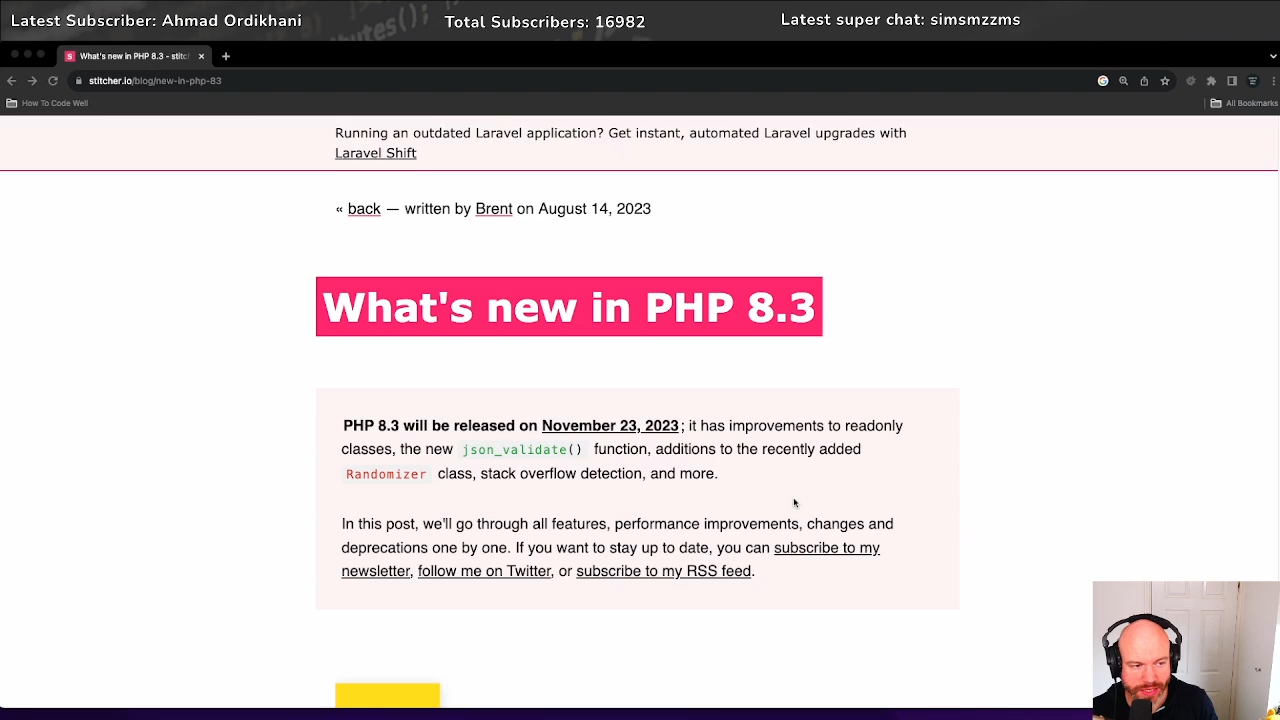 Latest Subscriber: Ahmad Ordikhani
Total Subscribers: 16982
Latest super chat: simsmzzms
What's new in PHP 8.3 - stitc
stitcher.io/blog/new-in-php-83
How To Code Well
All Bookmarks
Running an outdated Laravel application? Get instant, automated Laravel upgrades with
Laravel Shift
« back — written by Brent on August 14, 2023
What's new in PHP 8.3
PHP 8.3 will be released on November 23, 2023; it has improvements to readonly
classes, the new json_validate() function, additions to the recently added
Randomizer class, stack overflow detection, and more.
In this post, we'll go through all features, performance improvements, changes and
deprecations one by one. If you want to stay up to date, you can subscribe to my
newsletter, follow me on Twitter, or subscribe to my RSS feed.